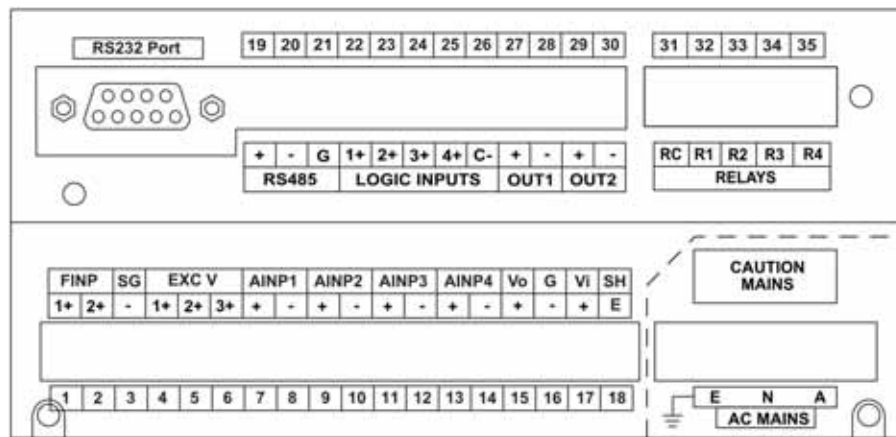 RS232 Port 19 20 21 22 23 24 25 26 27 28 29 30 31 32 33 34 35
+ - G 1+ 2+ 3+ 4+ C- + - + - RC R1 R2 R3 R4
RS485 LOGIC INPUTS OUT1 OUT2 RELAYS
FINP SG EXC V AINP1 AINP2 AINP3 AINP4 Vo G Vi SH
1+ 2+ - 1+ 2+ 3+ + - + - + - + - + - + E
CAUTION
MAINS
1 2 3 4 5 6 7 8 9 10 11 12 13 14 15 16 17 18
E N A
AC MAINS